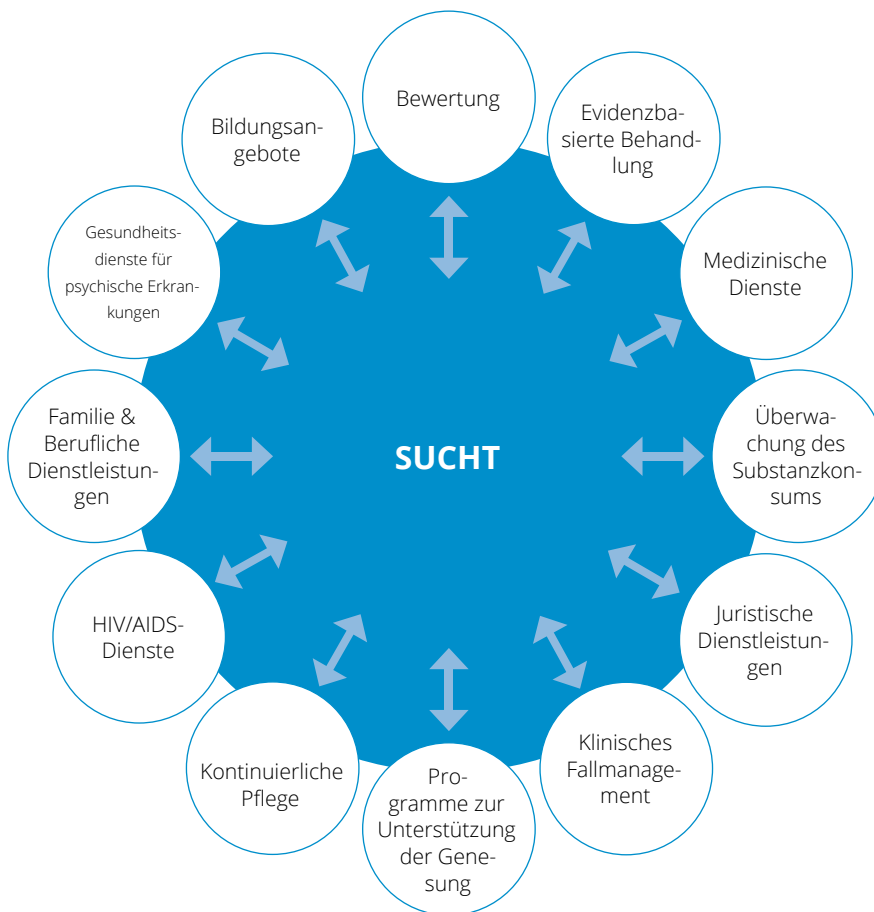 Bewertung
Evidenzba-
sierte Behand-
lung
Medizinische
Dienste
Überwa-
chung des
Substanzkon-
sums
Juristische
Dienstleistun-
gen
Klinisches
Fallmanage-
ment
Pro-
gramme zur
Unterstützung
der Gene-
sung
Kontinuierliche
Pflege
HIV/AIDS-
Dienste
Familie &
Berufliche
Dienstleistun-
gen
Gesundheits-
dienste für
psychische Erkran-
kungen
Bildungsan-
gebote
SUCHT